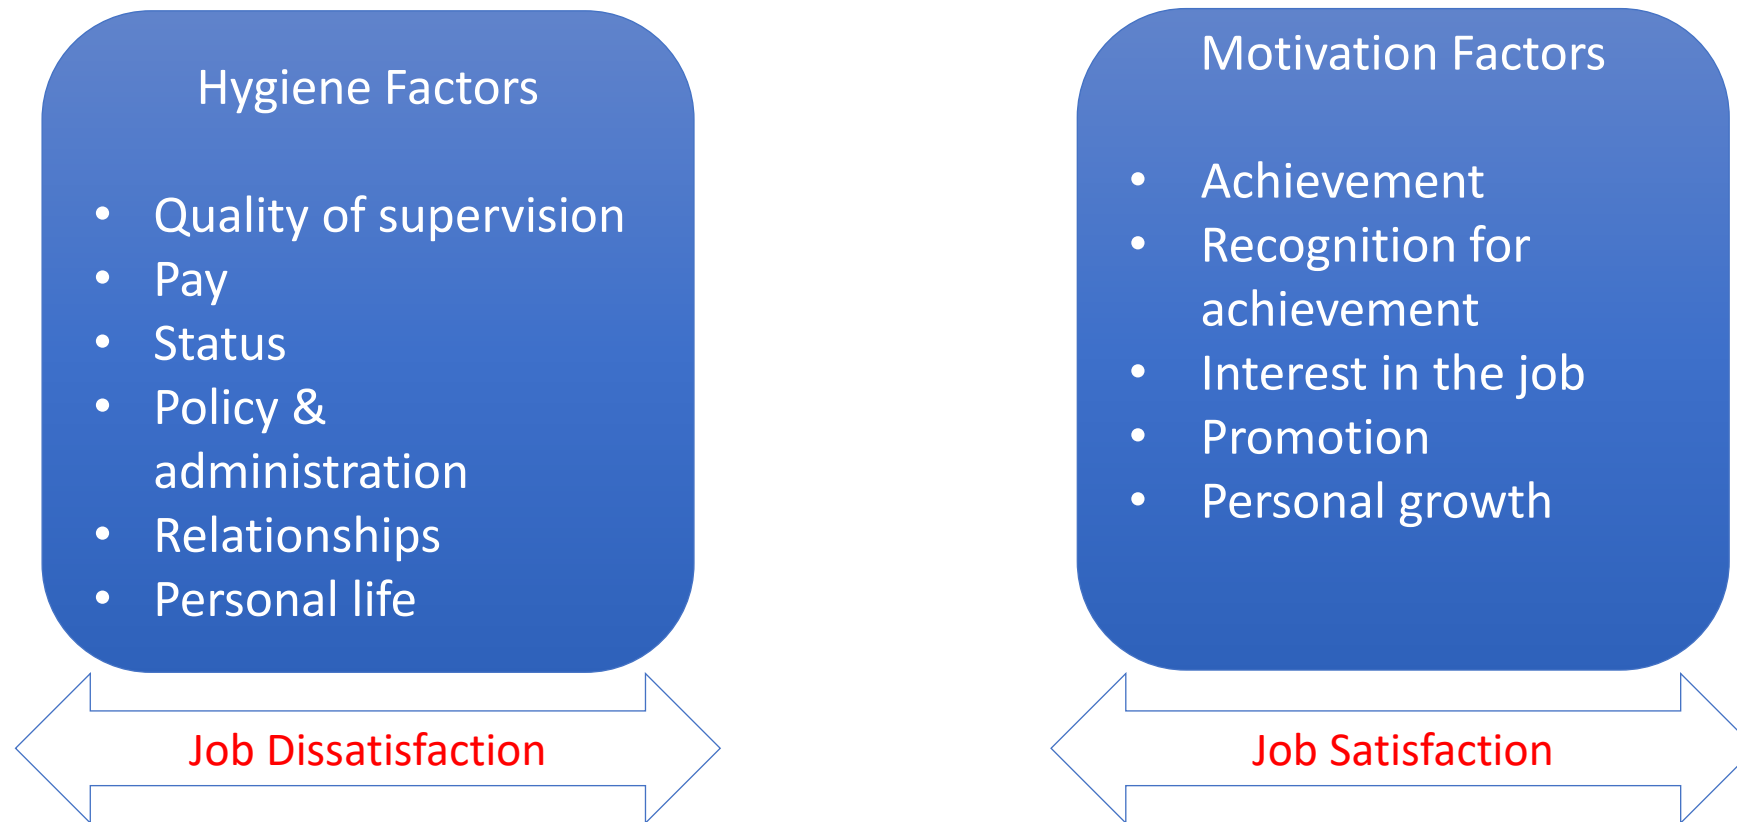 Hygiene Factors
• Quality of supervision
• Pay
• Status
• Policy &
administration
• Relationships
• Personal life
Job Dissatisfaction
Motivation Factors
• Achievement
• Recognition for
achievement
• Interest in the job
• Promotion
• Personal growth
Job Satisfaction